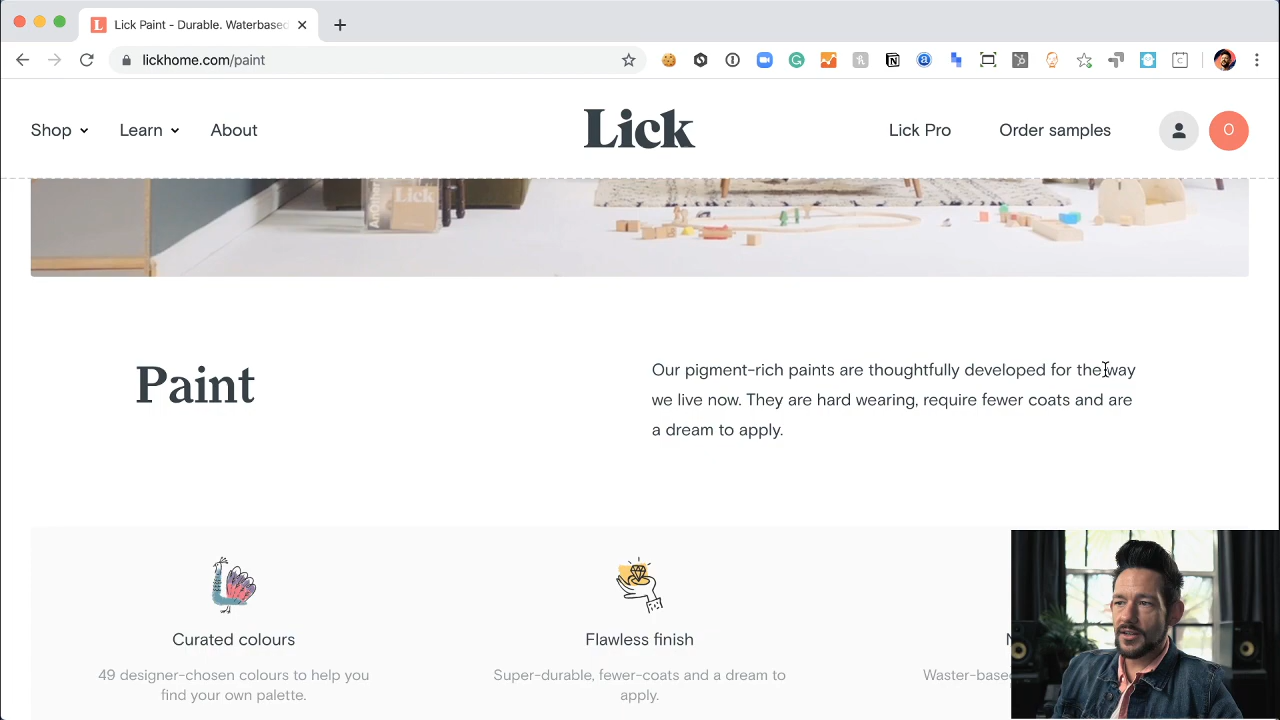 Lick Paint - Durable. Waterbased
lickhome.com/paint
Shop
Learn
About
Lick
Lick Pro
Order samples
0
Lick
Paint
Our pigment-rich paints are thoughtfully developed for the way
we live now. They are hard wearing, require fewer coats and are
a dream to apply.
Curated colours
49 designer-chosen colours to help you
find your own palette.
Flawless finish
Super-durable, fewer-coats and a dream to
apply.
Waster-base